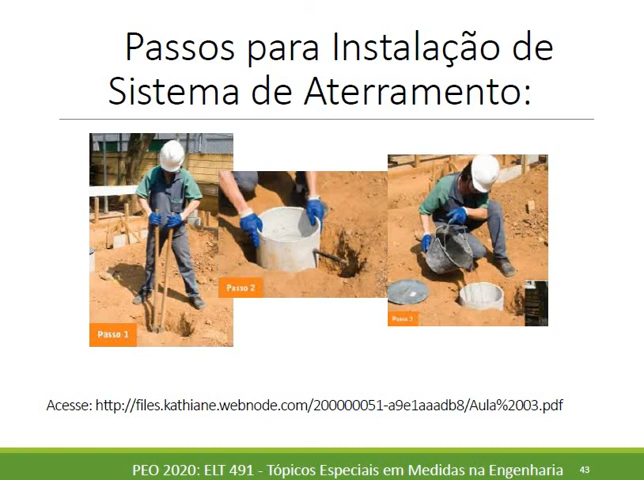 Passos para Instalação de
Sistema de Aterramento:
Passo 1
Passo 2
Passo 3
Acesse: http://files.kathiane.webnode.com/200000051-a9e1aaadb8/Aula%2003.pdf
PEO 2020: ELT 491 - Tópicos Especiais em Medidas na Engenharia
43